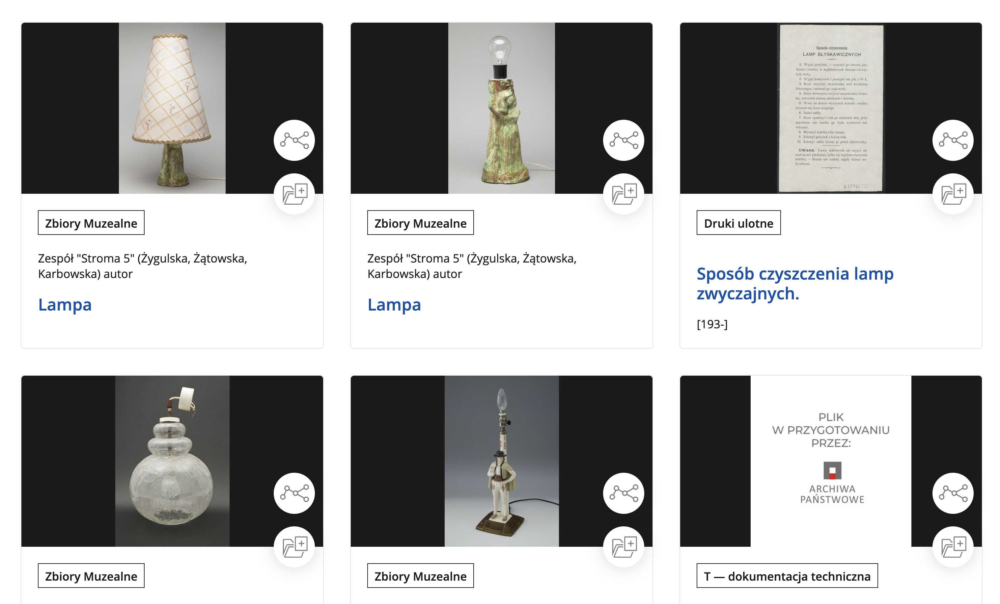 Sposób czyszczenia
LAMP BŁYSKAWICZNYCH
1. Wyjąć grzybek, — oczyścić go trzema pła-
tkami i ścierką w zagłębieniach drutem owinię-
tym watą.
2. Wyjąć koszyczek i postąpić tak jak z Nº 1.
3. Knot oczyścić szczoteczką nad krążkiem
blaszanym i wsunąć go napowrót.
4. Rurę wewnątrz oczyścić szczoteczką i ścier-
ką, zewnątrz trzema płatkami i ścierką.
5. Watą na drucie wyczyścić ścianki między
któremi się knot znajduje.
6. Nalać naftę.
7. Knot opatrzyć i tak go nastawić aby przy
zapalaniu nie trzeba go było wykręcać ani
wkręcać.
8. Wytrzeć ścierką całą lampę.
9. Założyć grzybek i koszyczek.
10. Założyć szkło biorąc je przez rękawiczkę.
UWAGA. Lamp niklowych nie czyści się
maścią ani płatkami, tylko się wyciera starannie
ścierką. — Knota nie należy nigdy ścinać no-
życzkami.
Zbiory Muzealne
Zespół "Stroma 5" (Żygulska, Żątowska,
Karbowska) autor
Lampa
Zbiory Muzealne
Zespół "Stroma 5" (Żygulska, Żątowska,
Karbowska) autor
Lampa
Druki ulotne
Sposób czyszczenia lamp
zwyczajnych.
[193-]
PLIK
W PRZYGOTOWANIU
PRZEZ:
ARCHIWA
PAŃSTWOWE
Zbiory Muzealne
Zbiory Muzealne
T — dokumentacja techniczna